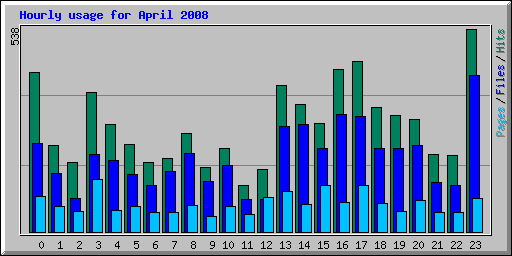 Hourly usage for April 2008
538
Pages / Files / Hits
0 1 2 3 4 5 6 7 8 9 10 11 12 13 14 15 16 17 18 19 20 21 22 23